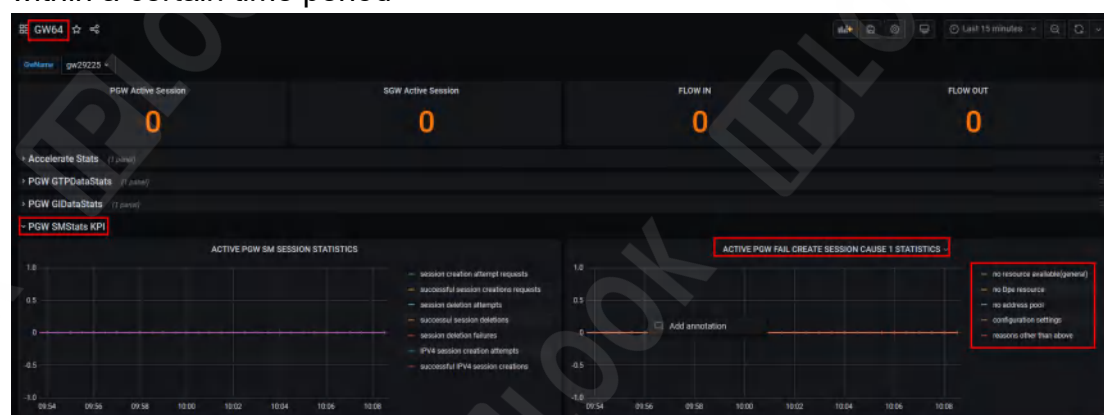 within a certain time period
GW64
Last 15 minutes
GwName gw29225
PGW Active Session
SGW Active Session
FLOW IN
FLOW OUT
0
0
0
0
Accelerate Stats (1 panel)
PGW GTPDataStats (1 panel)
PGW GIDataStats (1 panel)
PGW SMStats KPI
ACTIVE PGW SM SESSION STATISTICS
1.0
0.5
0
-0.5
-1.0
09:54 09:56 09:58 10:00 10:02 10:04 10:06 10:08
session creation attempt requests
successful session creations requests
session deletion attempts
successul session deletions
session deletion failures
IPV4 session creation attempts
successful IPV4 session creations
ACTIVE PGW FAIL CREATE SESSION CAUSE 1 STATISTICS
1.0
0.5
0
-0.5
-1.0
Add annotation
09:54 09:56 09:58 10:00 10:02 10:04 10:06 10:08
no resource available(general)
no Dpe resource
no address pool
configuration settings
reasons other than above
IPLOOK
IPLOOK